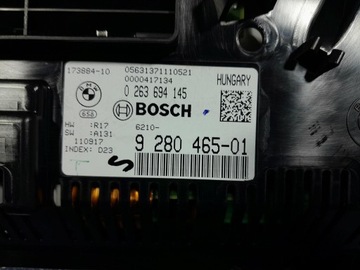 173884-10 05631371110521
0000417134 HUNGARY
0 263 694 145
BOSCH
6210-
HW :R17
SW :A131
110917
INDEX: D23
9 280 465-01
S